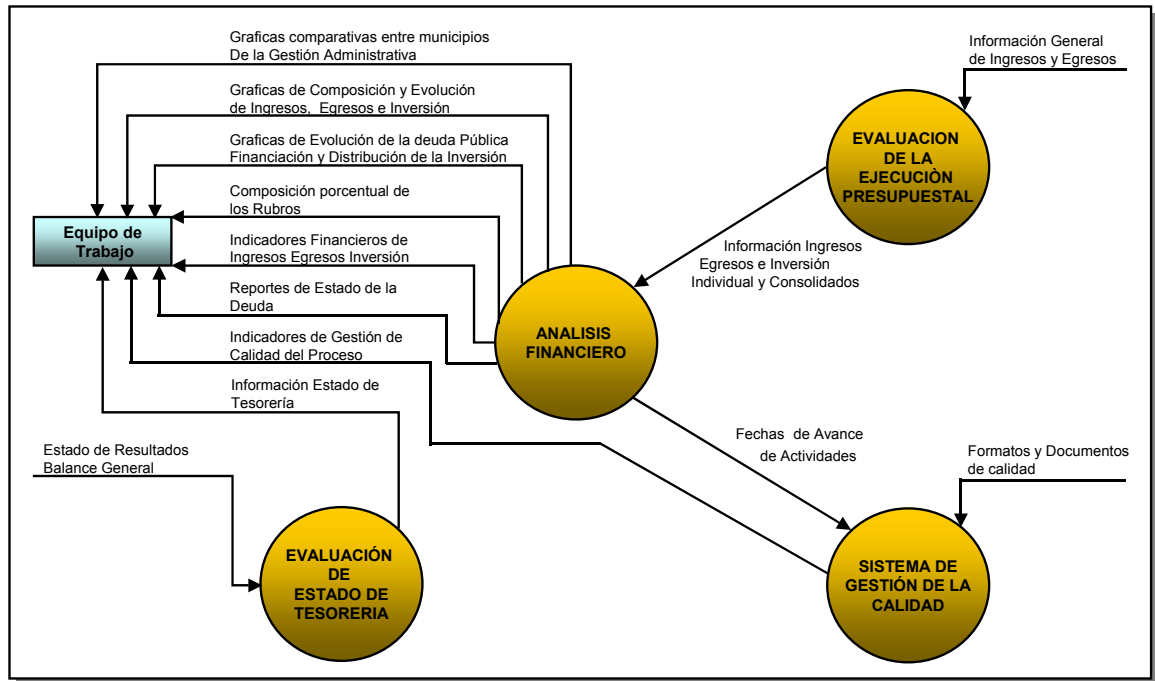 Graficas comparativas entre municipios
De la Gestión Administrativa
Graficas de Composición y Evolución
de Ingresos, Egresos e Inversión
Graficas de Evolución de la deuda Pública
Financiación y Distribución de la Inversión
Composición porcentual de
los Rubros
Indicadores Financieros de
Ingresos Egresos Inversión
Reportes de Estado de la
Deuda
Indicadores de Gestión de
Calidad del Proceso
Información Estado de
Tesorería
Equipo de
Trabajo
Estado de Resultados
Balance General
EVALUACIÓN
DE
ESTADO DE
TESORERIA
ANALISIS
FINANCIERO
Información General
de Ingresos y Egresos
EVALUACION
DE LA
EJECUCIÒN
PRESUPUESTAL
Información Ingresos
Egresos e Inversión
Individual y Consolidados
Fechas de Avance
de Actividades
Formatos y Documentos
de calidad
SISTEMA DE
GESTIÓN DE LA
CALIDAD